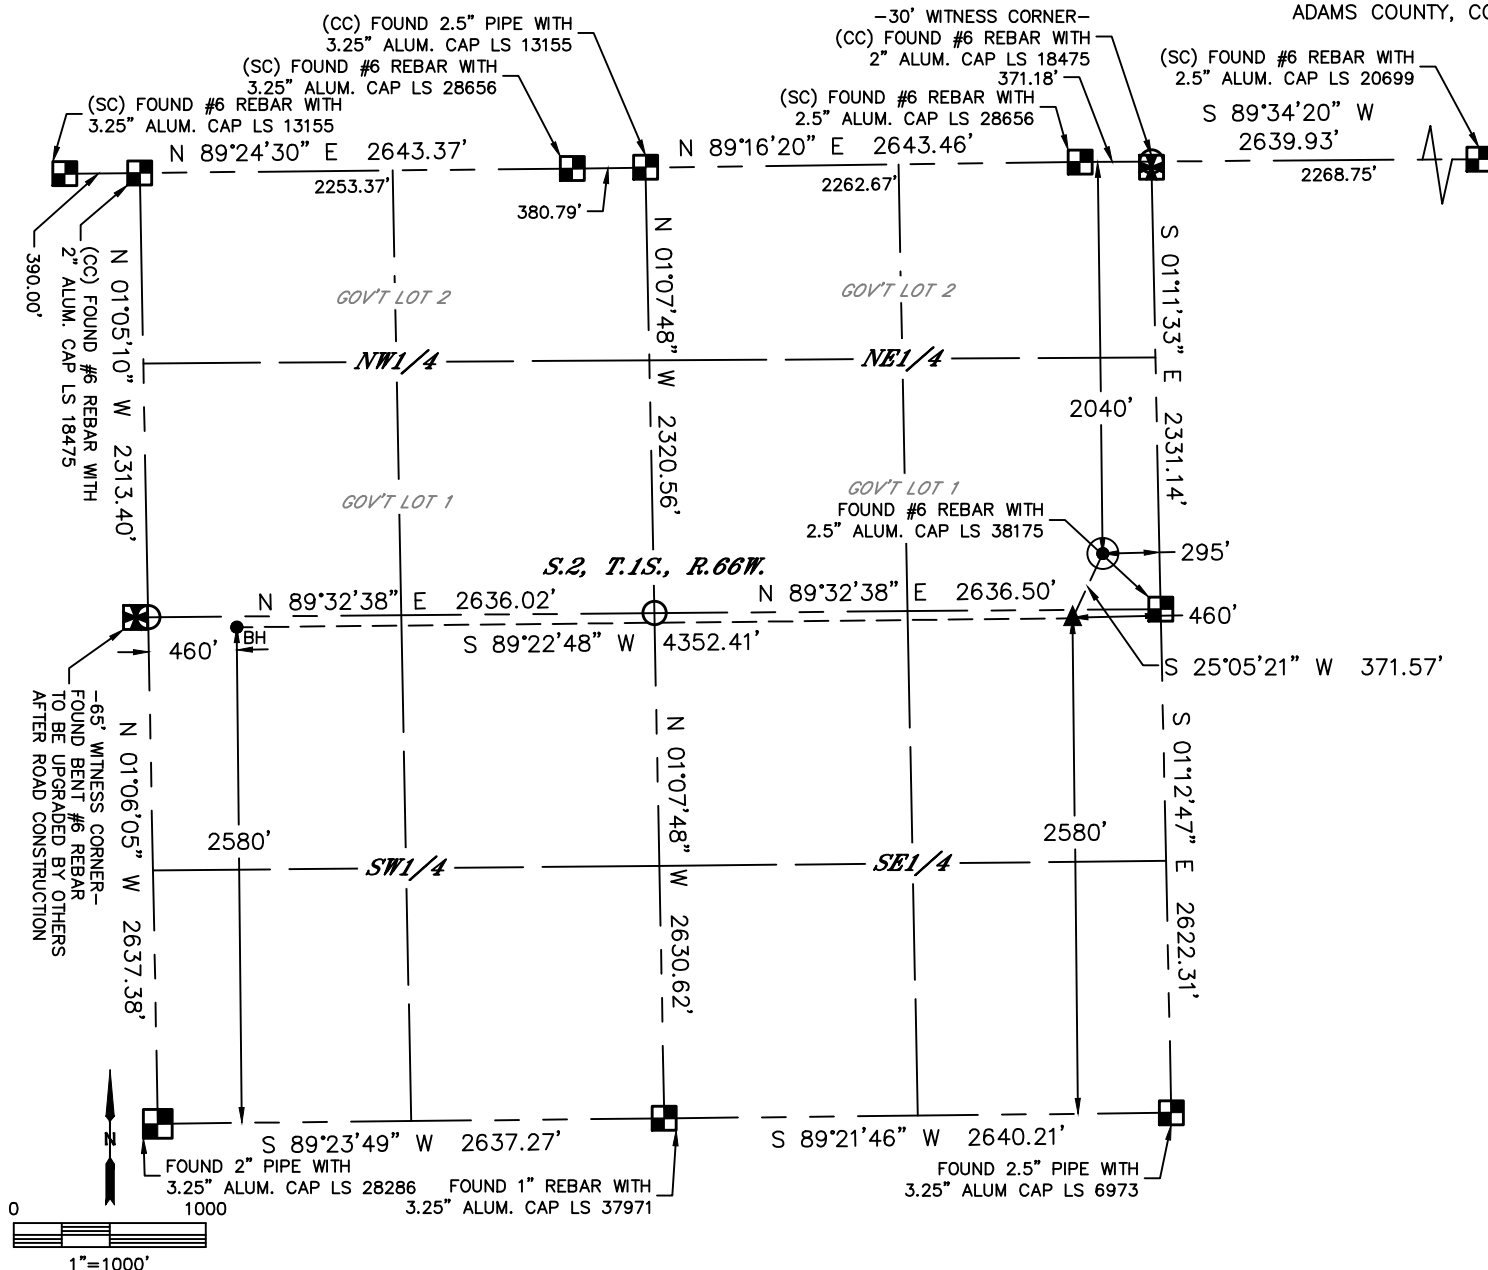 ADAMS COUNTY, CO
(CC) FOUND 2.5" PIPE WITH
3.25" ALUM. CAP LS 13155
(SC) FOUND #6 REBAR WITH
3.25" ALUM. CAP LS 28656
(SC) FOUND #6 REBAR WITH
3.25" ALUM. CAP LS 13155
-30' WITNESS CORNER-
(CC) FOUND #6 REBAR WITH
2" ALUM. CAP LS 18475
371.18'
(SC) FOUND #6 REBAR WITH
2.5" ALUM. CAP LS 28656
(SC) FOUND #6 REBAR WITH
2.5" ALUM. CAP LS 20699
S 89°34'20" W
2639.93'
2268.75'
N 89°24'30" E 2643.37'
2253.37'
380.79'
N 89°16'20" E 2643.46'
2262.67'
390.00'
(CC) FOUND #6 REBAR WITH
2" ALUM. CAP LS 18475
N 01°05'10" W 2313.40'
N 01°07'48" W 2320.56'
S 01°11'33" E 2331.14'
GOV'T LOT 2
GOV'T LOT 2
NW1/4
NE1/4
2040'
GOV'T LOT 1
GOV'T LOT 1
FOUND #6 REBAR WITH
2.5" ALUM. CAP LS 38175
295'
S.2, T.1S., R.66W.
N 89°32'38" E 2636.02'
N 89°32'38" E 2636.50'
460'
BH
460'
S 89°22'48" W 4352.41'
S 25°05'21" W 371.57'
-65' WITNESS CORNER-
FOUND BENT #6 REBAR
TO BE UPGRADED BY OTHERS
AFTER ROAD CONSTRUCTION
N 01°06'05" W 2637.38'
N 01°07'48" W 2630.62'
S 01°12'47" E 2622.31'
2580'
2580'
SW1/4
SE1/4
S 89°23'49" W 2637.27'
S 89°21'46" W 2640.21'
FOUND 2" PIPE WITH
3.25" ALUM. CAP LS 28286
FOUND 1" REBAR WITH
3.25" ALUM. CAP LS 37971
FOUND 2.5" PIPE WITH
3.25" ALUM CAP LS 6973
N
0 1000
1"=1000'